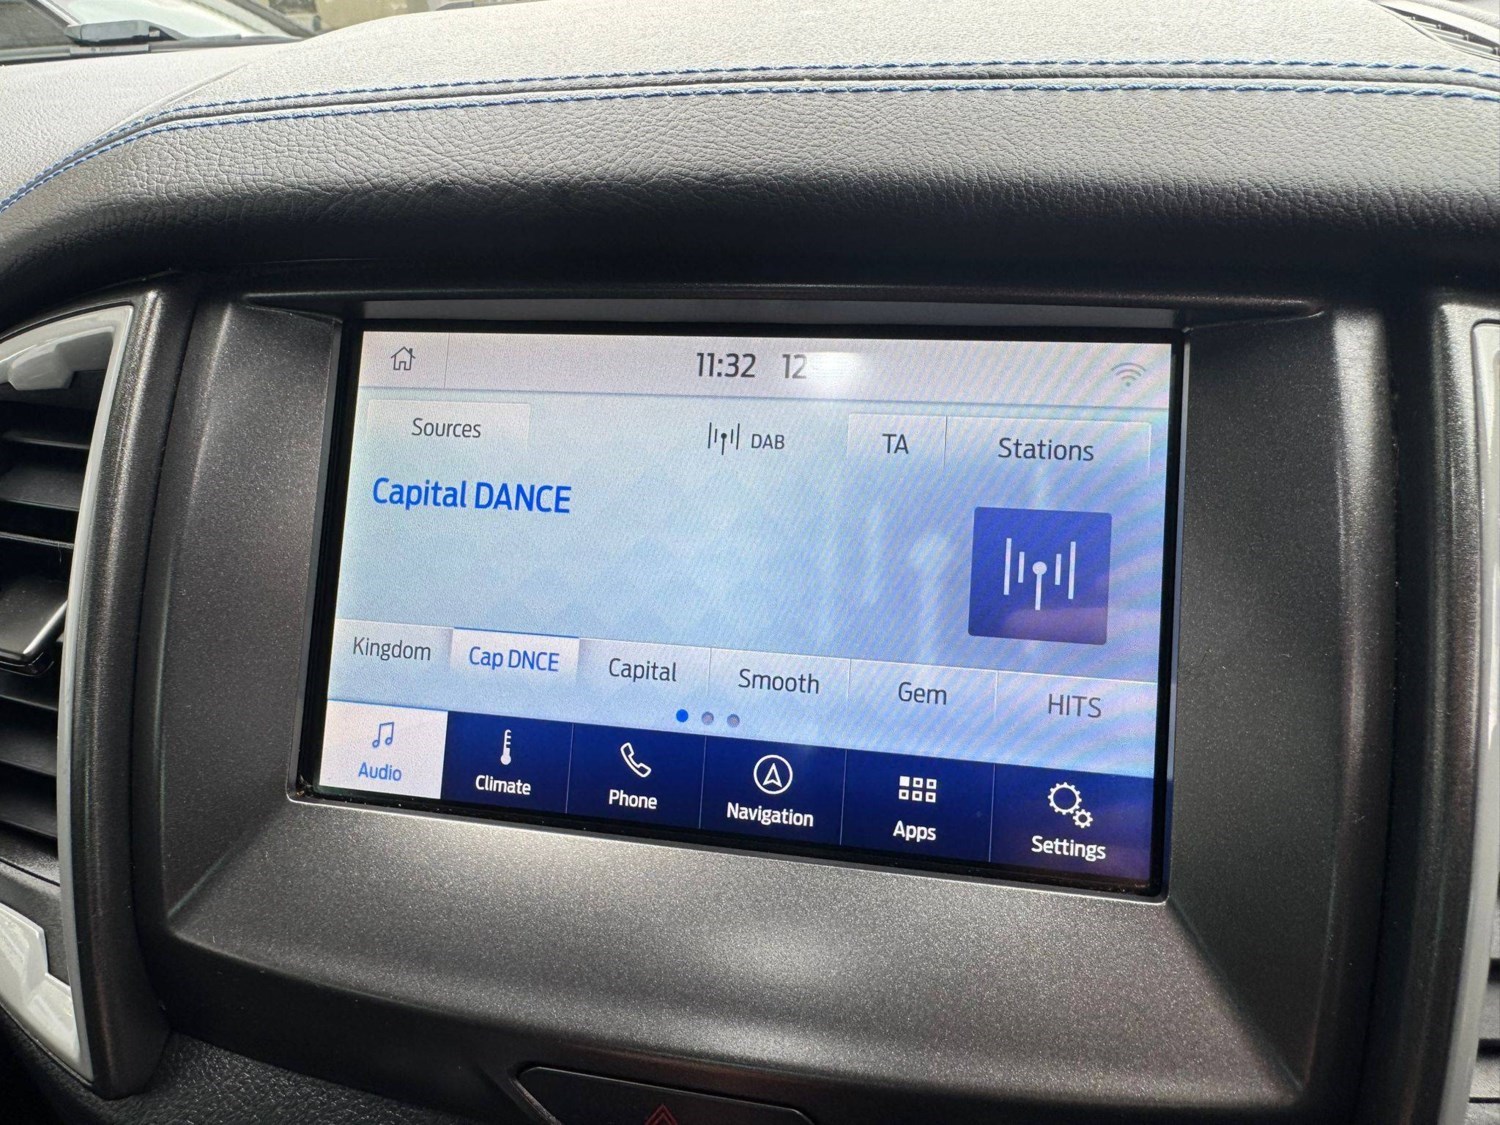 11:32 12
Sources DAB TA Stations
Capital DANCE
Kingdom Cap DNCE Capital Smooth Gem HITS
Audio Climate Phone Navigation Apps Settings